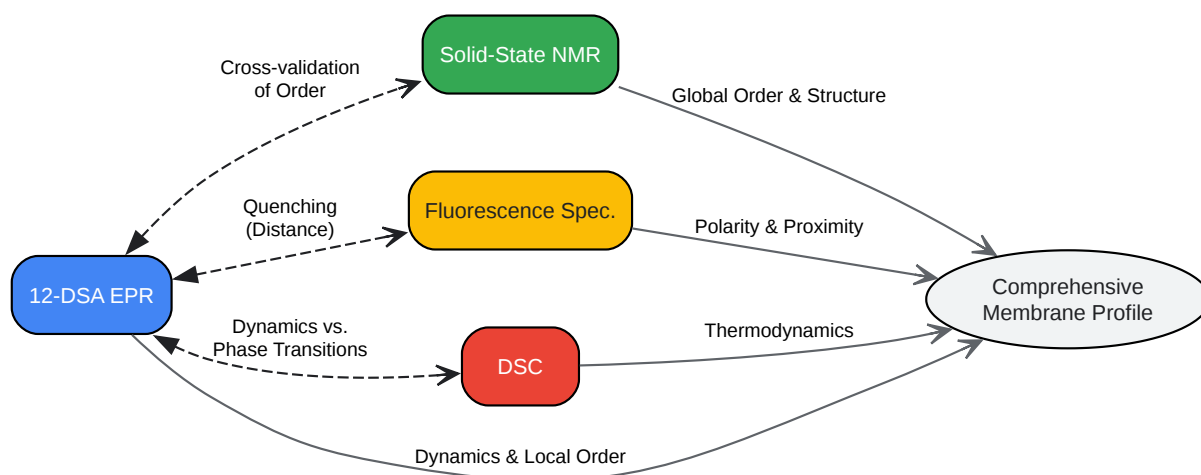 Solid-State NMR
Cross-validation
of Order
Global Order & Structure
Quenching
(Distance)
Fluorescence Spec.
Polarity & Proximity
12-DSA EPR
Comprehensive
Membrane Profile
Dynamics vs.
Phase Transitions
Thermodynamics
DSC
Dynamics & Local Order